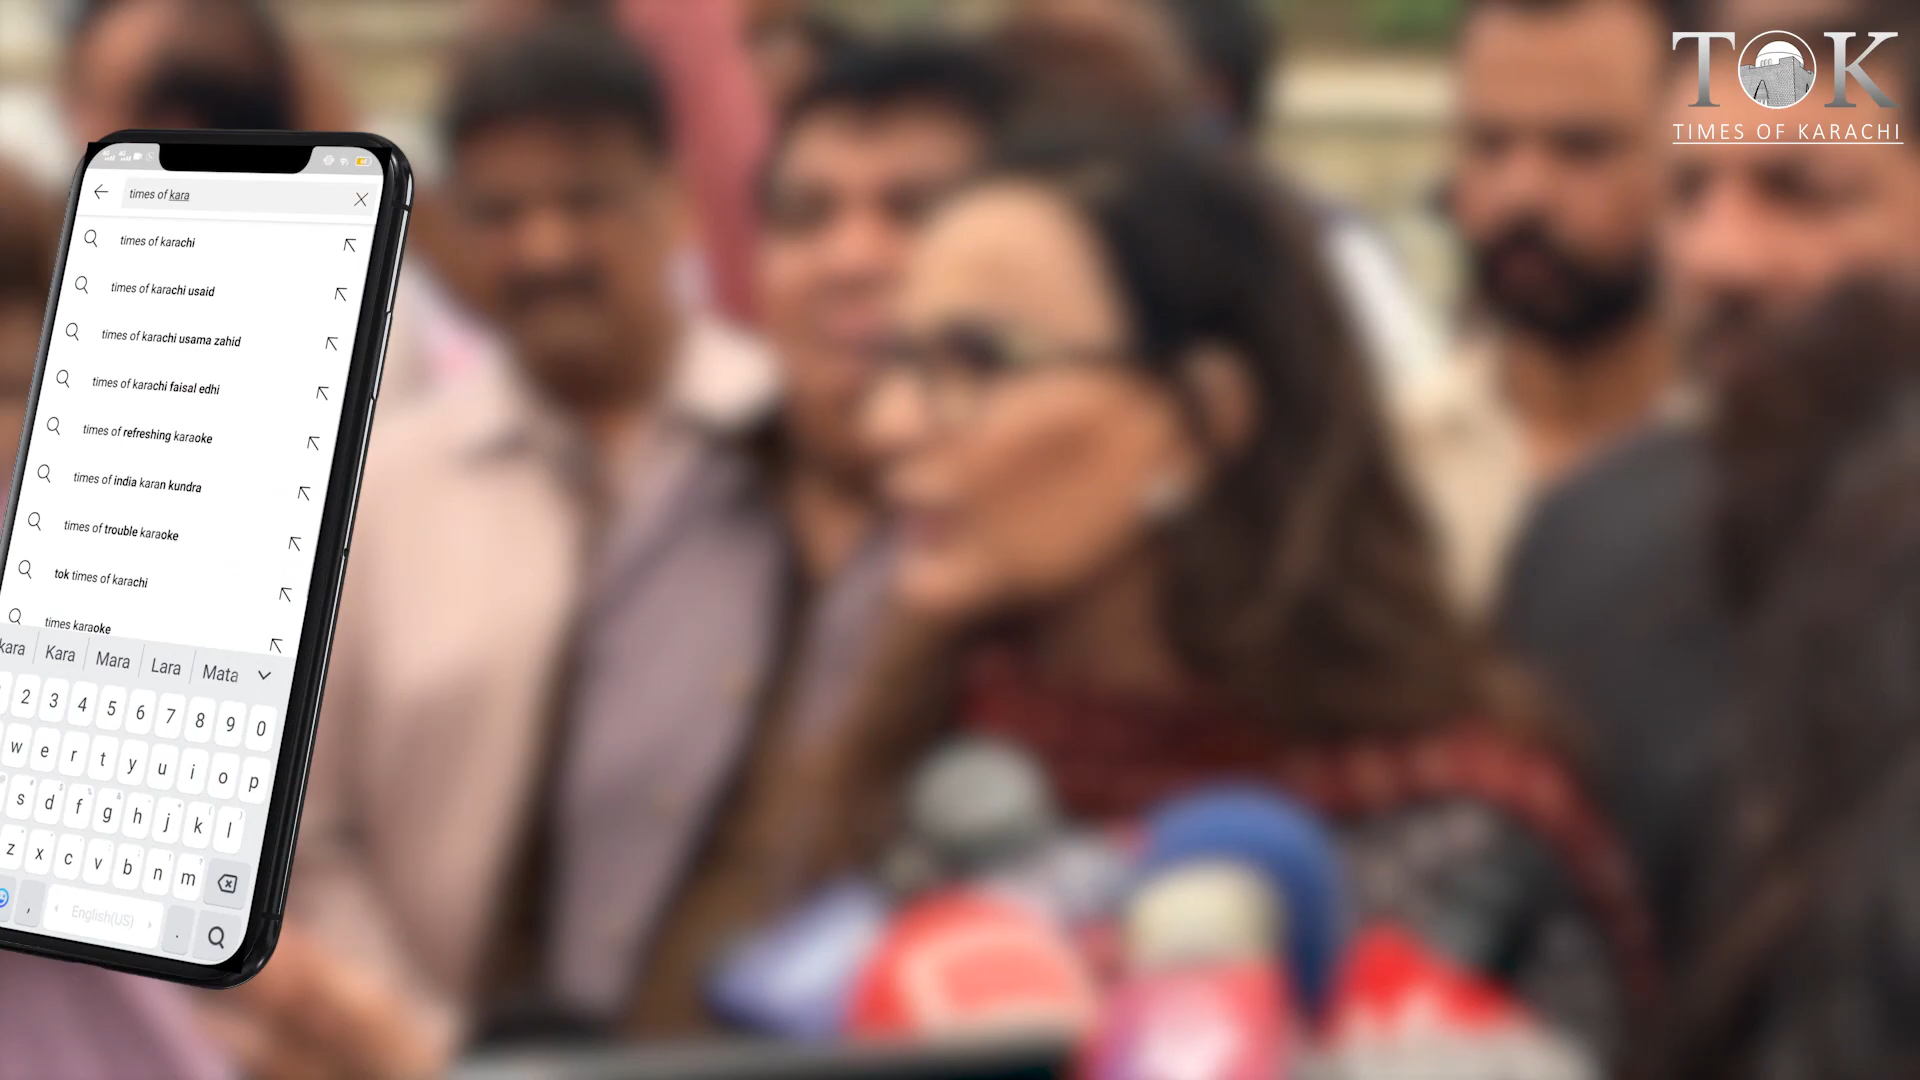 TOK
TIMES OF KARACHI
times of kara
times of karachi
times of karachi usaid
times of karachi usama zahid
times of karachi faisal edhi
times of refreshing karaoke
times of india karan kundra
times of trouble karaoke
tok times of karachi
times karaoke
kara Kara Mara Lara Mata
2 3 4 5 6 7 8 9 0
w e r t y u i o p
s d f g h j k l
z x c v b n m
, English(US) .